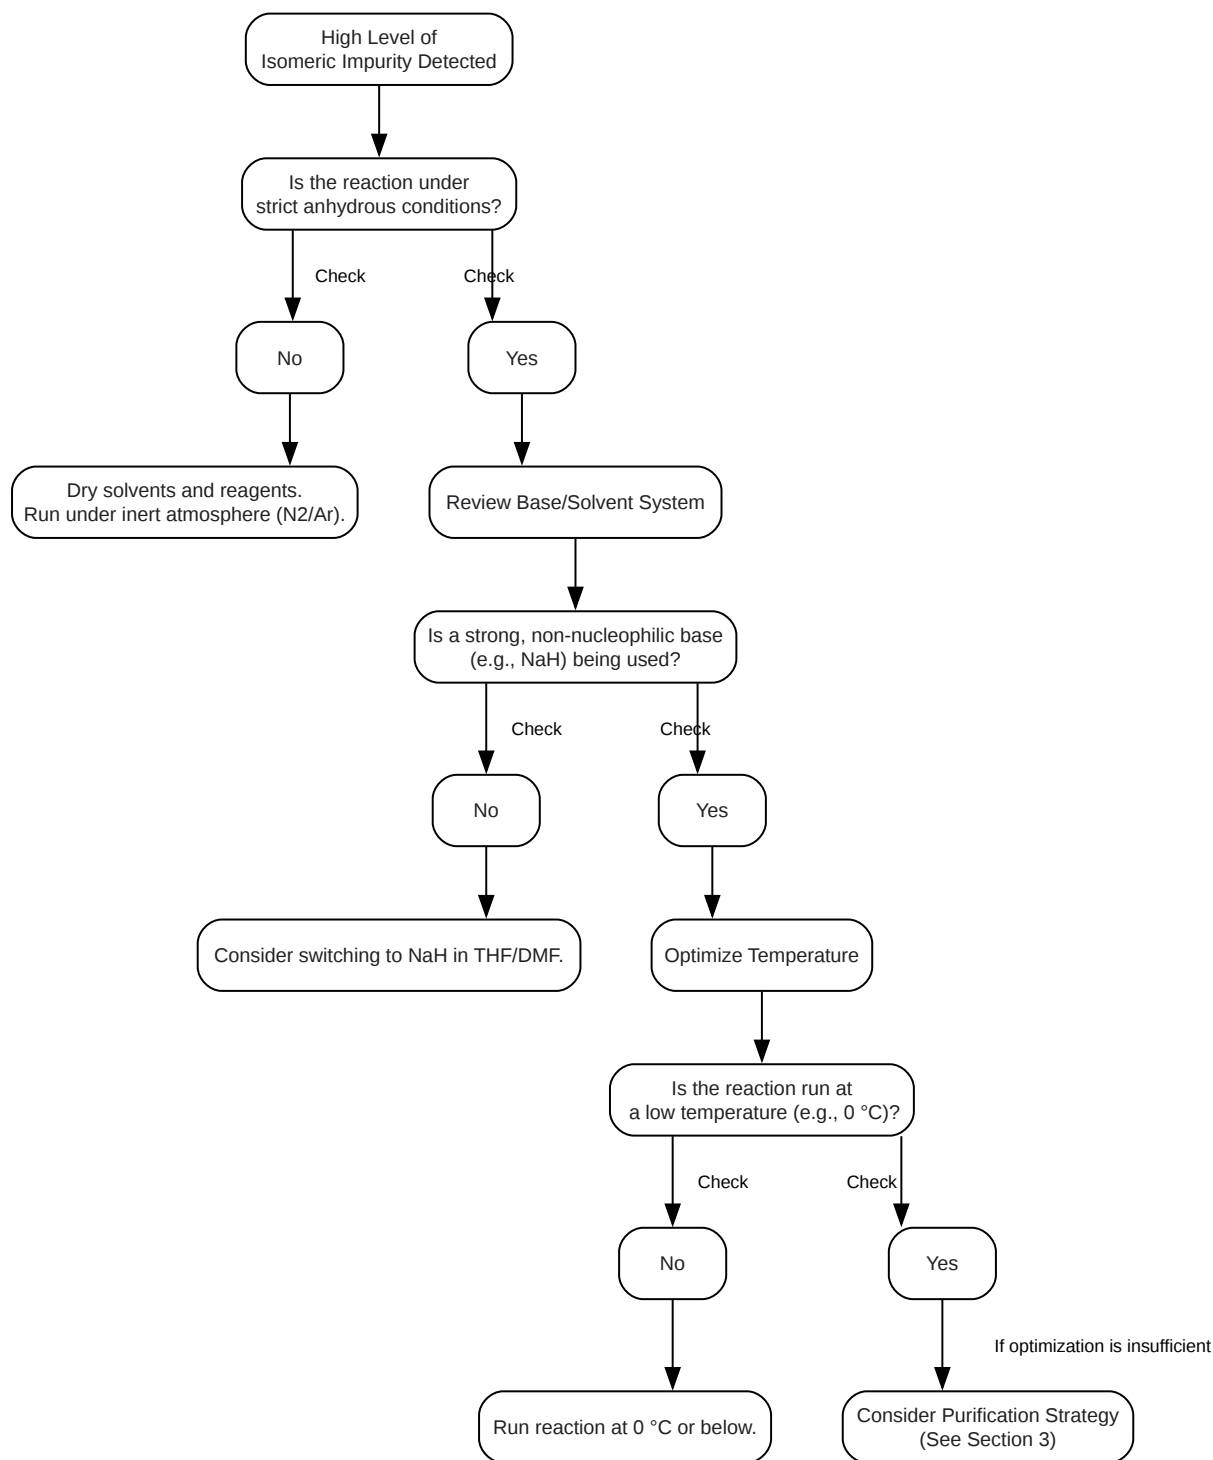 High Level of
Isomeric Impurity Detected
Is the reaction under
strict anhydrous conditions?
Check
Check
No
Yes
Dry solvents and reagents.
Run under inert atmosphere (N2/Ar).
Review Base/Solvent System
Is a strong, non-nucleophilic base
(e.g., NaH) being used?
Check
Check
No
Yes
Consider switching to NaH in THF/DMF.
Optimize Temperature
Is the reaction run at
a low temperature (e.g., 0 °C)?
Check
Check
No
Yes
If optimization is insufficient
Run reaction at 0 °C or below.
Consider Purification Strategy
(See Section 3)